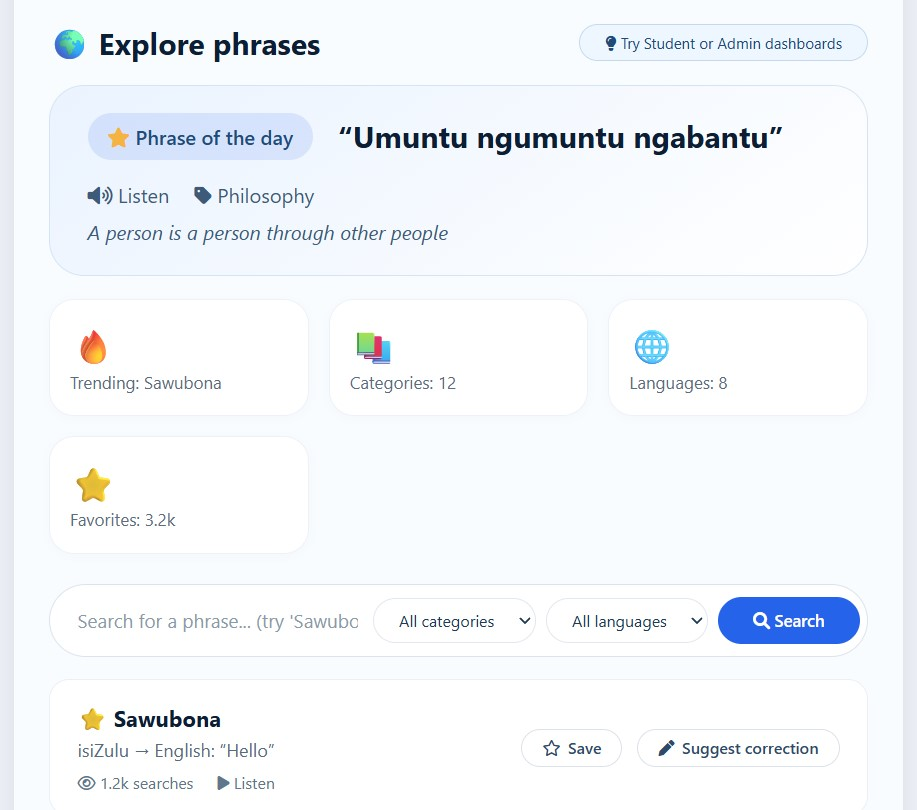 Explore phrases
Try Student or Admin dashboards
Phrase of the day
“Umuntu ngumuntu ngabantu”
Listen
Philosophy
A person is a person through other people
Trending: Sawubona
Categories: 12
Languages: 8
Favorites: 3.2k
Search for a phrase... (try 'Sawubo
All categories
All languages
Search
Sawubona
isiZulu → English: “Hello”
1.2k searches
Listen
Save
Suggest correction